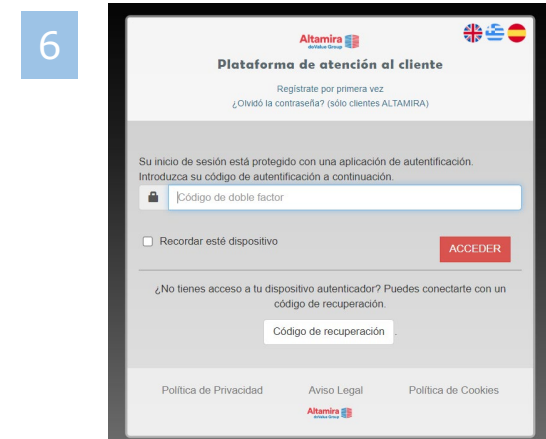 6
Altamira
doValue Group
Plataforma de atención al cliente
Regístrate por primera vez
¿Olvidó la contraseña? (sólo clientes ALTAMIRA)
Su inicio de sesión está protegido con una aplicación de autentificación.
Introduzca su código de autentificación a continuación.
Código de doble factor
Recordar esté dispositivo
ACCEDER
¿No tienes acceso a tu dispositivo autenticador? Puedes conectarte con un
código de recuperación.
Código de recuperación .
Política de Privacidad Aviso Legal Política de Cookies
Altamira
doValue Group